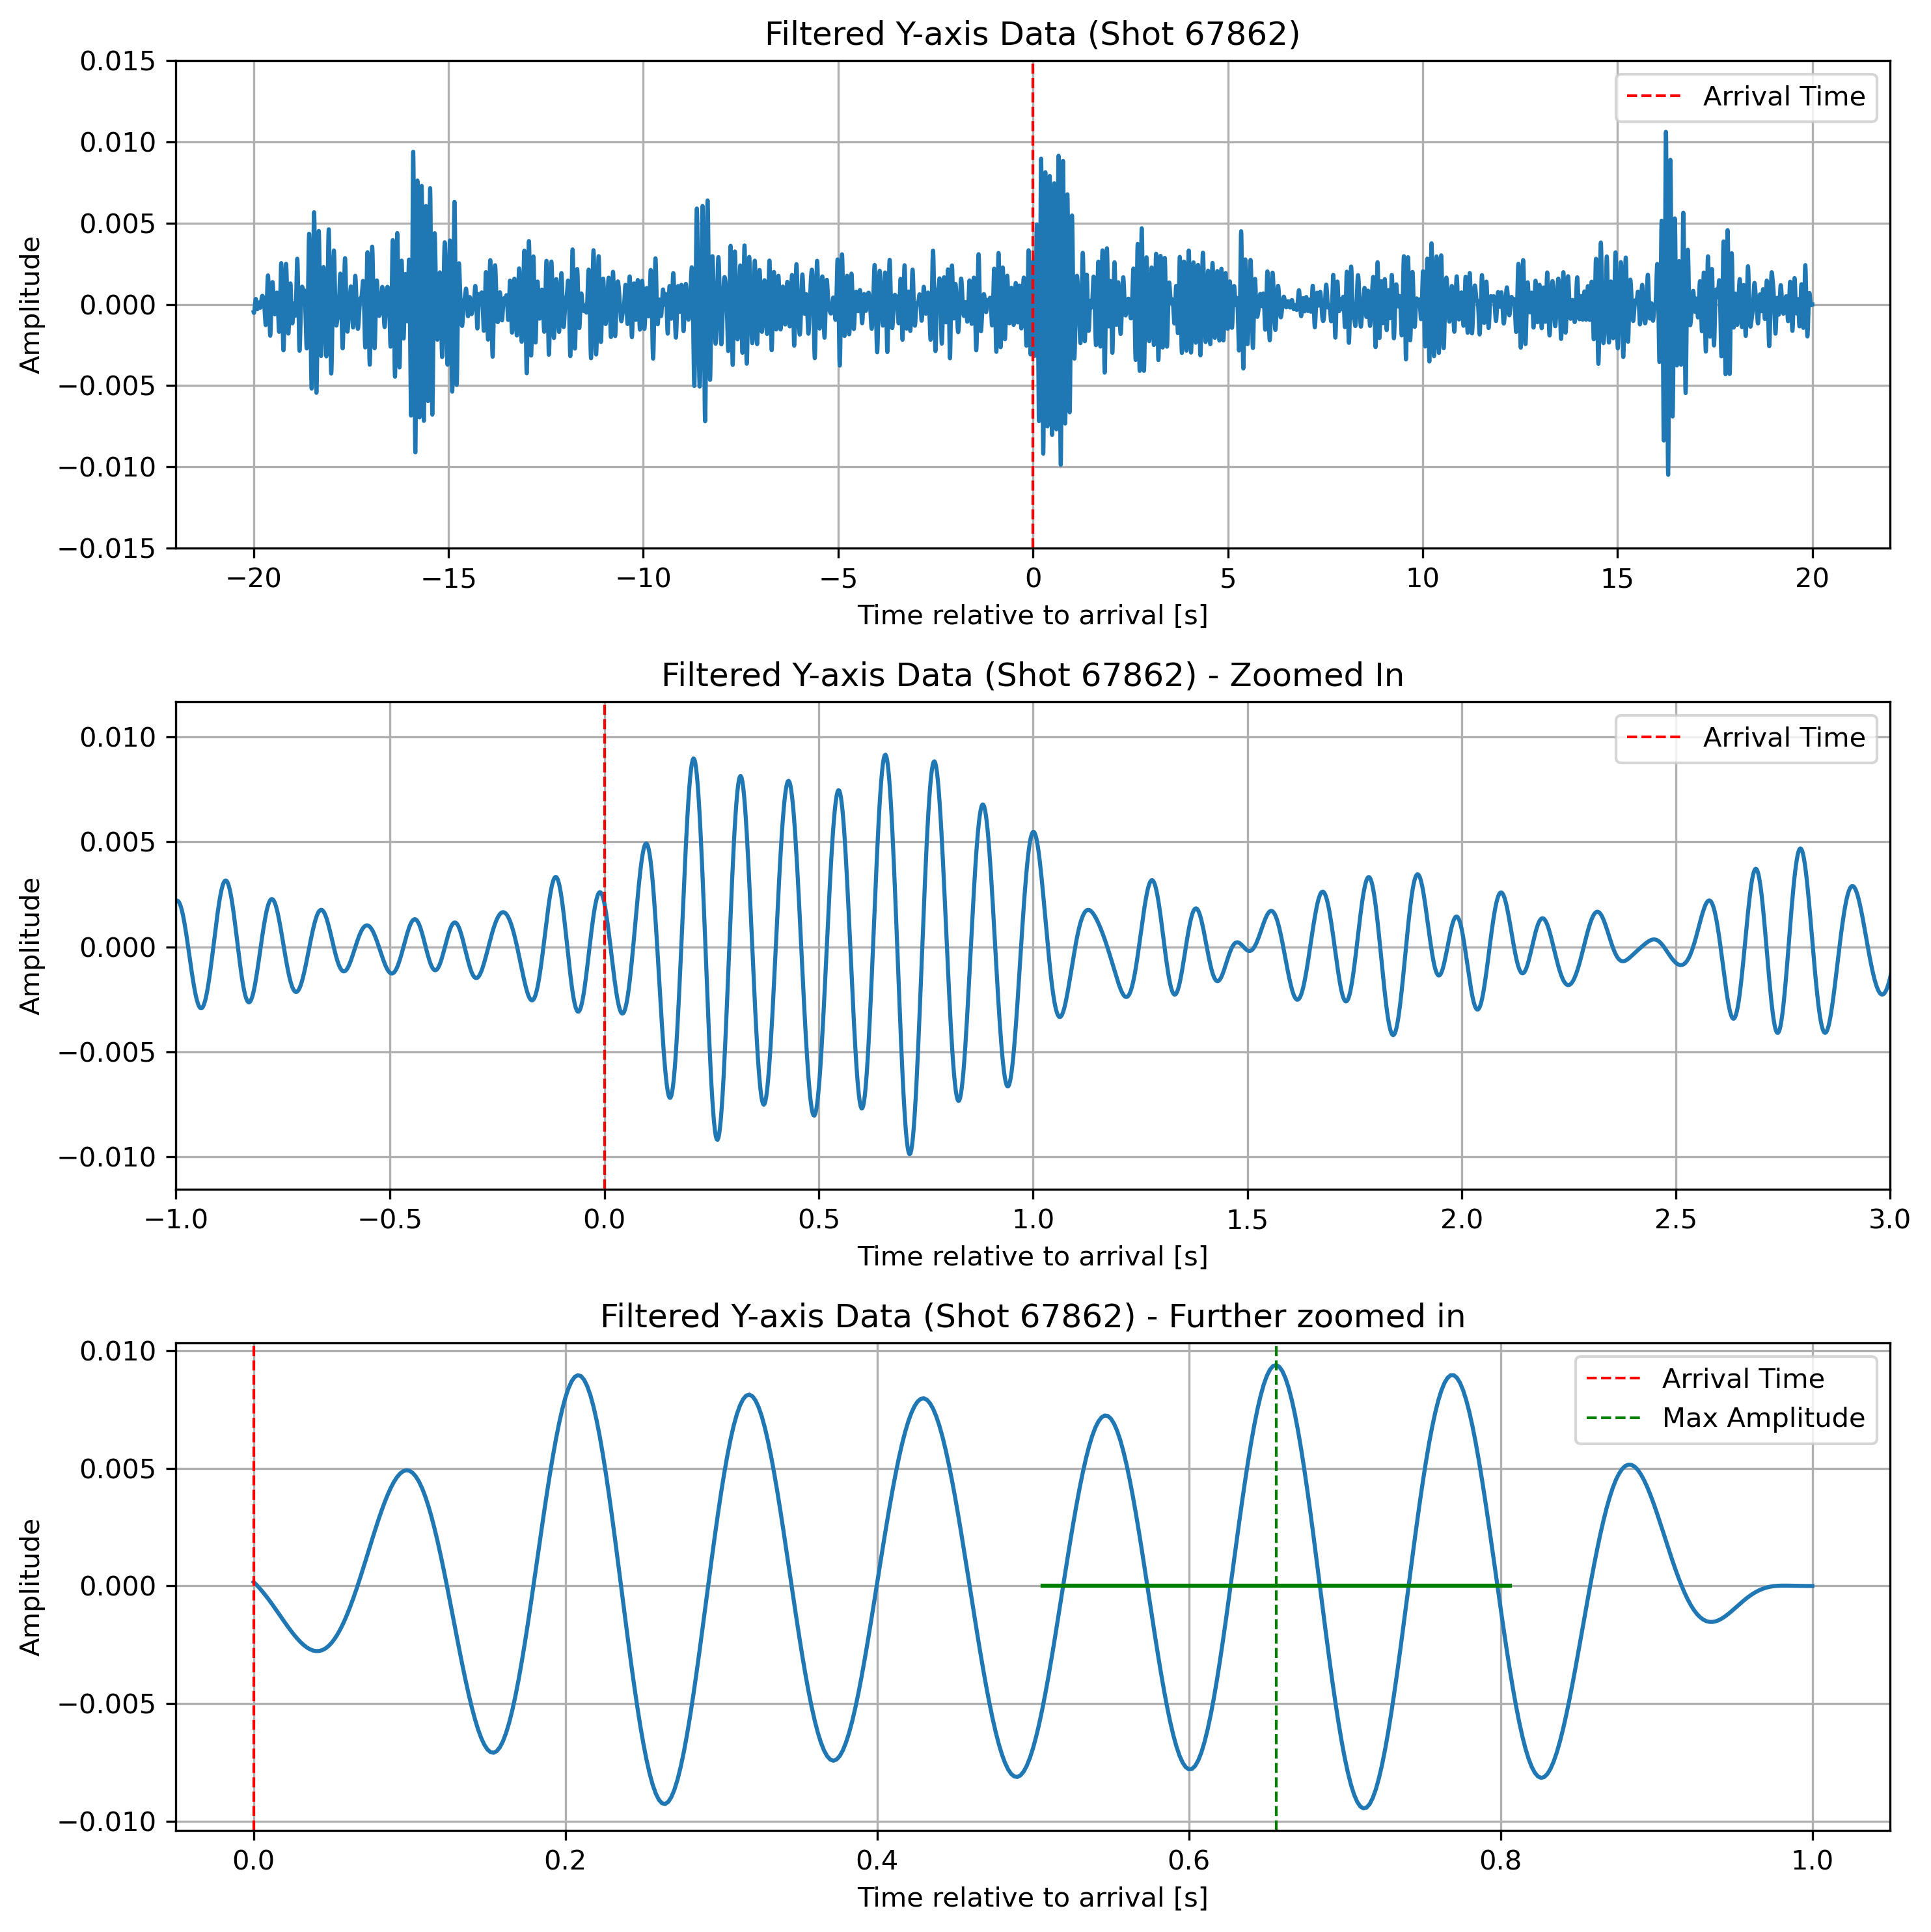 Filtered Y-axis Data (Shot 67862)
Amplitude
0.015
0.010
0.005
0.000
−0.005
−0.010
−0.015
Arrival Time
−20 −15 −10 −5 0 5 10 15 20
Time relative to arrival [s]
Filtered Y-axis Data (Shot 67862) - Zoomed In
Amplitude
0.010
0.005
0.000
−0.005
−0.010
Arrival Time
−1.0 −0.5 0.0 0.5 1.0 1.5 2.0 2.5 3.0
Time relative to arrival [s]
Filtered Y-axis Data (Shot 67862) - Further zoomed in
Amplitude
0.010
0.005
0.000
−0.005
−0.010
Arrival Time
Max Amplitude
0.0 0.2 0.4 0.6 0.8 1.0
Time relative to arrival [s]